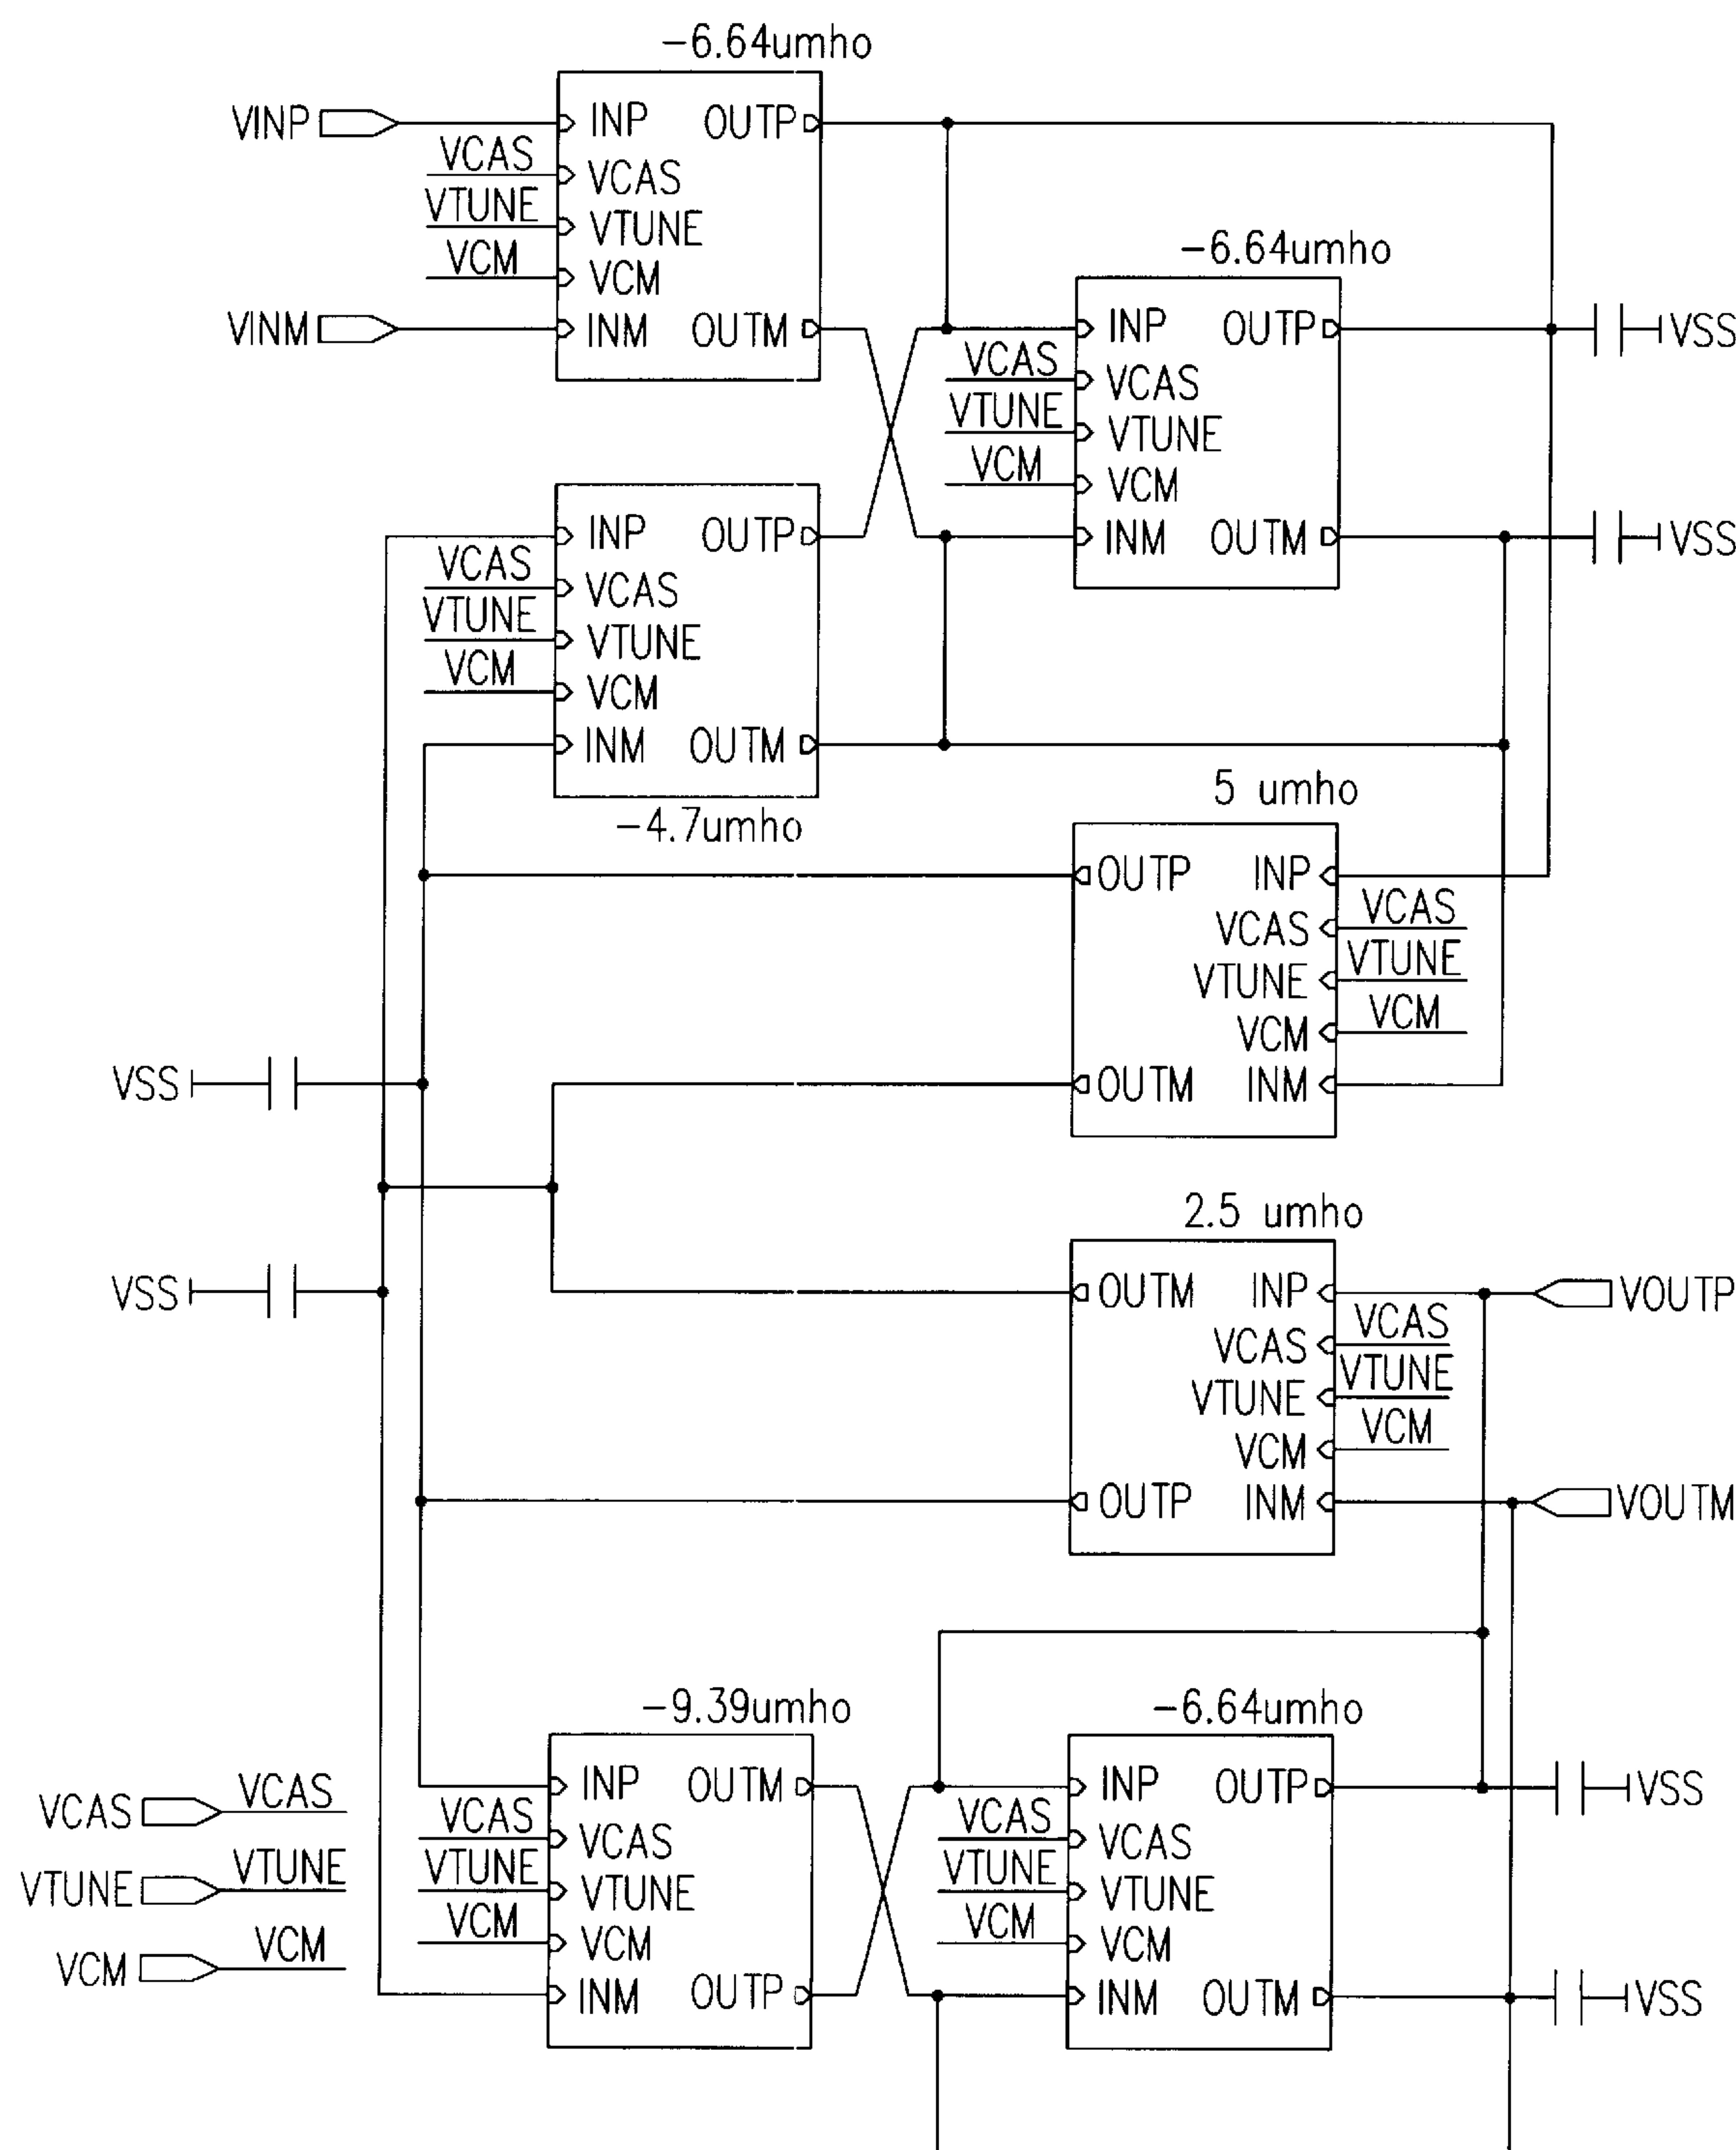 -6.64umho
VINP INP OUTP
VCAS VCAS
VTUNE VTUNE
VCM VCM
VINM INM OUTM
-6.64umho
INP OUTP VSS
VCAS VCAS
VTUNE VTUNE
VCM VCM
INM OUTM VSS
INP OUTP
VCAS VCAS
VTUNE VTUNE
VCM VCM
INM OUTM
-4.7umho
5 umho
OUTP INP
VCAS VCAS
VTUNE VTUNE
VCM VCM
VSS OUTM INM
2.5 umho
VSS OUTM INP VOUTP
VCAS VCAS
VTUNE VTUNE
VCM VCM
OUTP INM VOUTM
-9.39umho
INP OUTM
VCAS VCAS
VTUNE VTUNE
VCM VCM
INM OUTP
-6.64umho
INP OUTP VSS
VCAS VCAS
VTUNE VTUNE
VCM VCM
INM OUTM VSS
VCAS VCAS
VTUNE VTUNE
VCM VCM